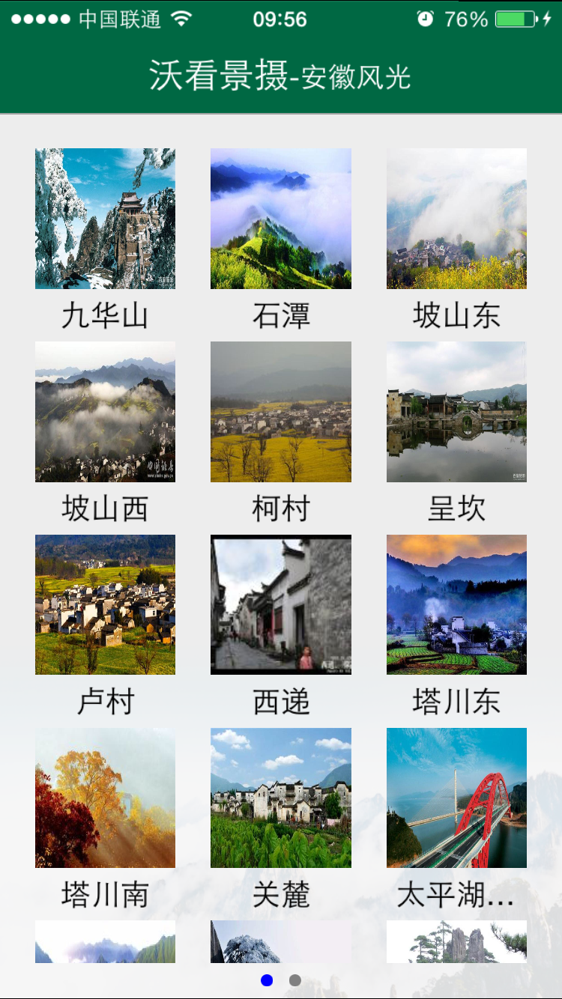 中国联通 09:56 76%
沃看景摄-安徽风光
九华山 石潭 坡山东
坡山西 柯村 呈坎
卢村 西递 塔川东
塔川南 关麓 太平湖...